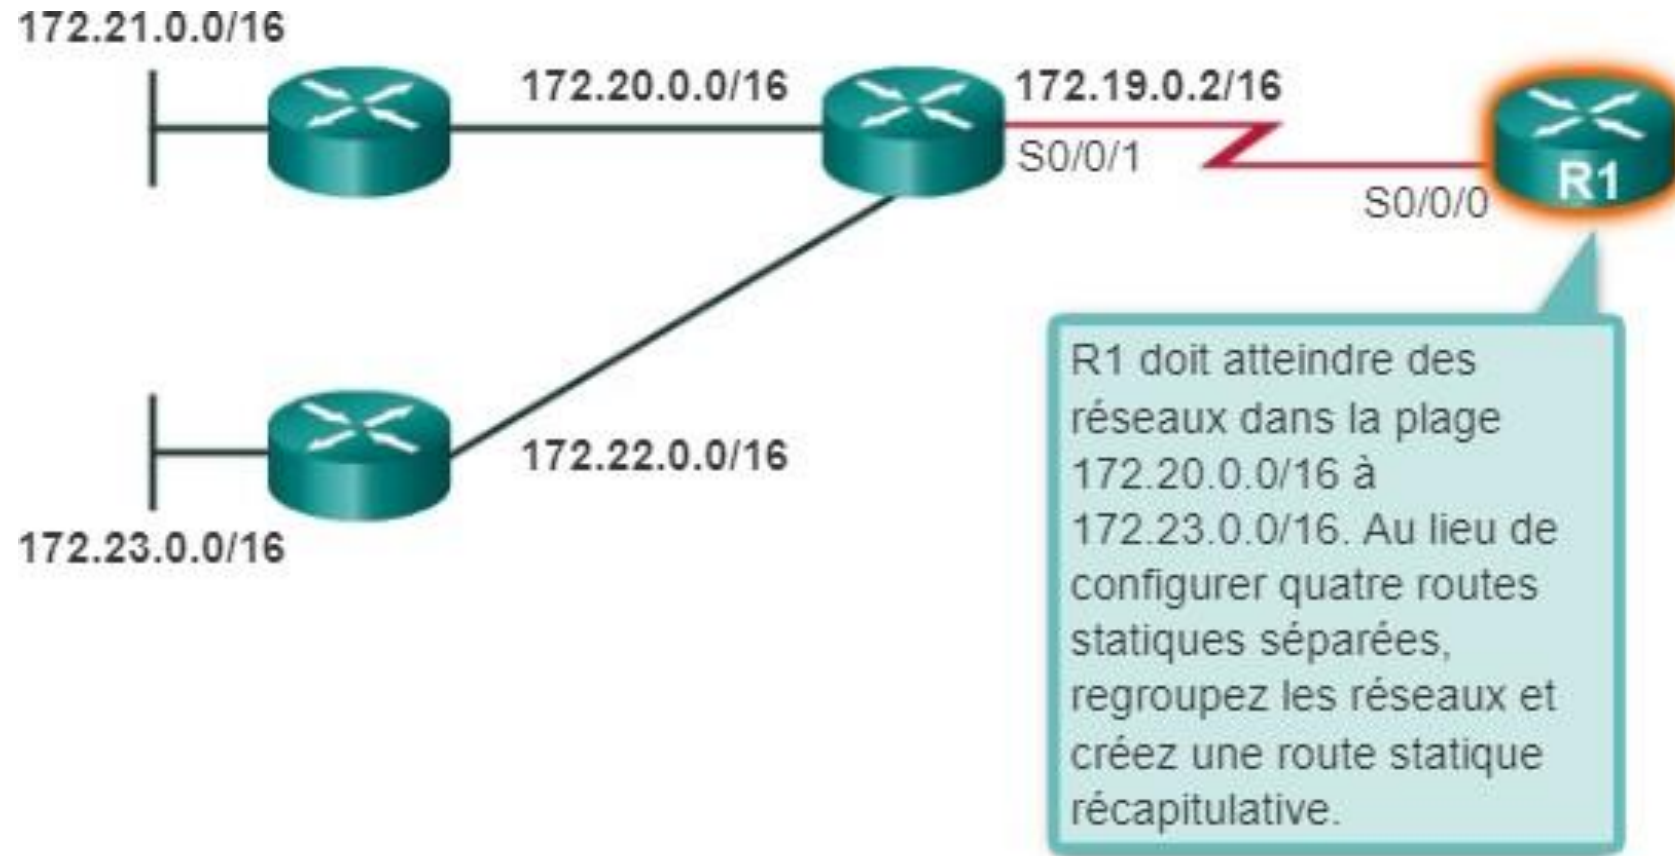 172.21.0.0/16
172.20.0.0/16
172.19.0.2/16
S0/0/1
S0/0/0
R1
172.22.0.0/16
172.23.0.0/16
R1 doit atteindre des
réseaux dans la plage
172.20.0.0/16 à
172.23.0.0/16. Au lieu de
configurer quatre routes
statiques séparées,
regroupez les réseaux et
créez une route statique
récapitulative.